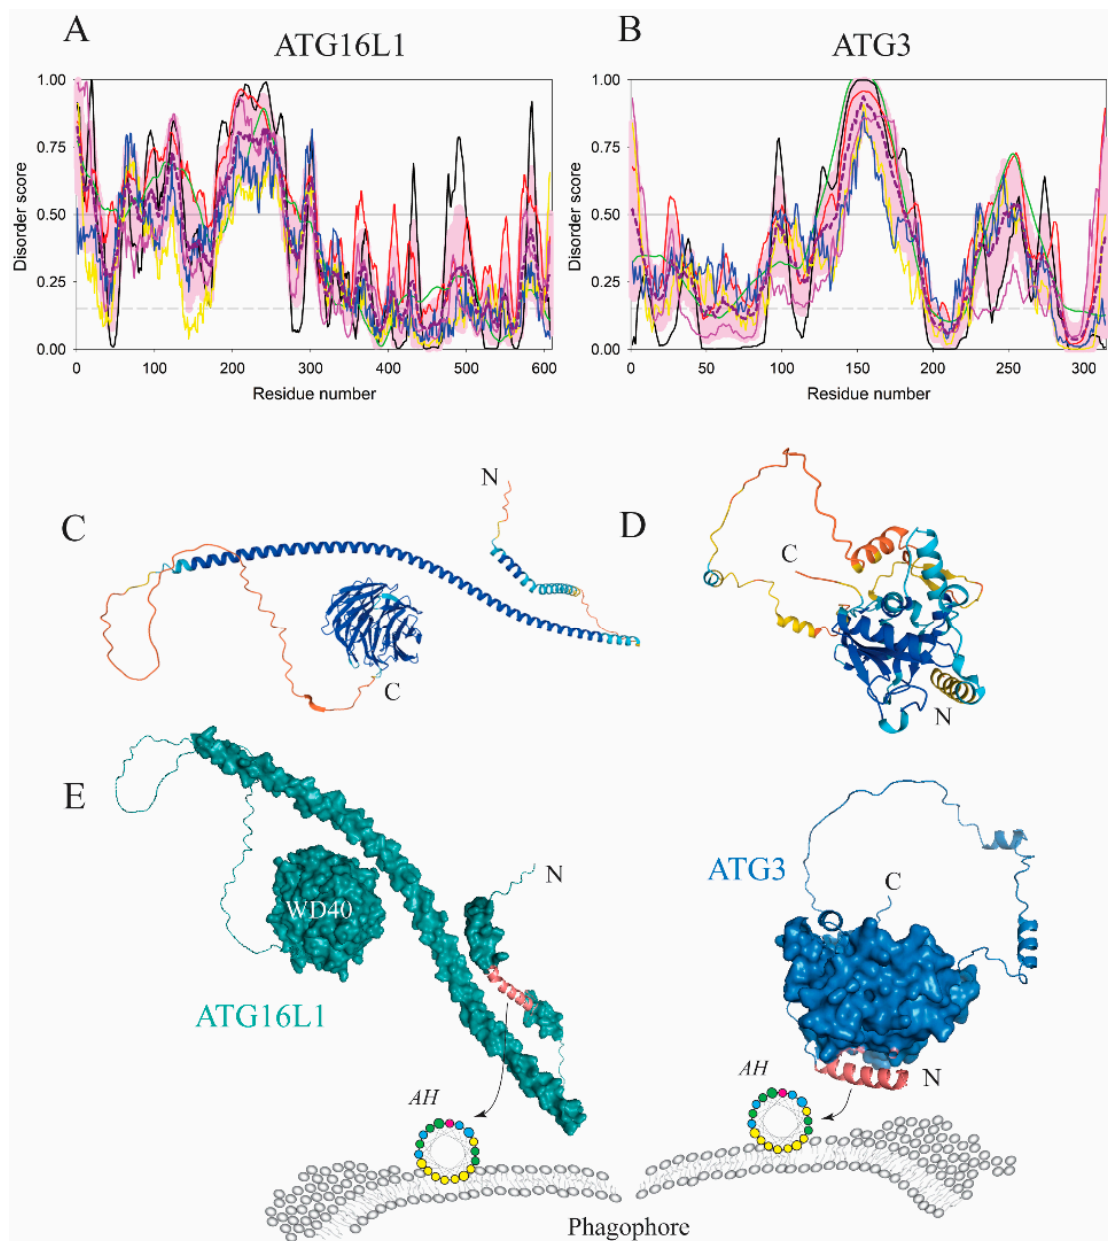 A
ATG16L1
B
ATG3
1.00
0.75
0.50
0.25
0.00
Disorder score
0 100 200 300 400 500 600
Residue number
1.00
0.75
0.50
0.25
0.00
Disorder score
0 50 100 150 200 250 300
Residue number
C
N
C
D
C
N
E
WD40
N
ATG16L1
AH
ATG3
C
N
AH
Phagophore